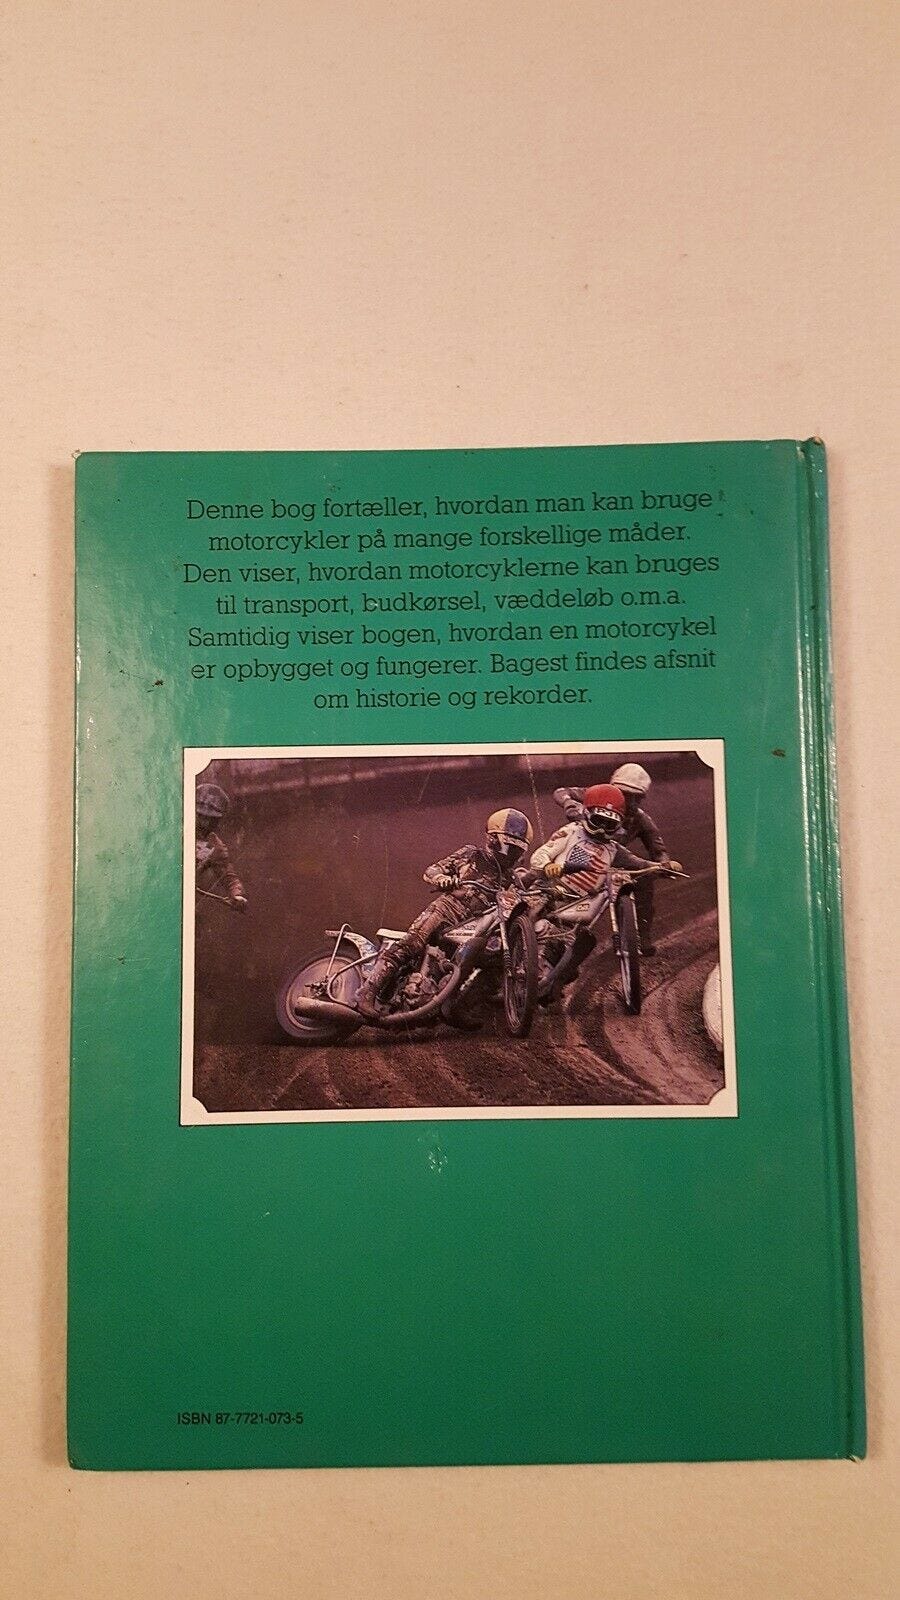 Denne bog fortæller, hvordan man kan bruge
motorcykler på mange forskellige måder.
Den viser, hvordan motorcyklerne kan bruges
til transport, budkørsel, væddeløb o.m.a.
Samtidig viser bogen, hvordan en motorcykel
er opbygget og fungerer. Bagest findes afsnit
om historie og rekorder.
ISBN 87-7721-073-5